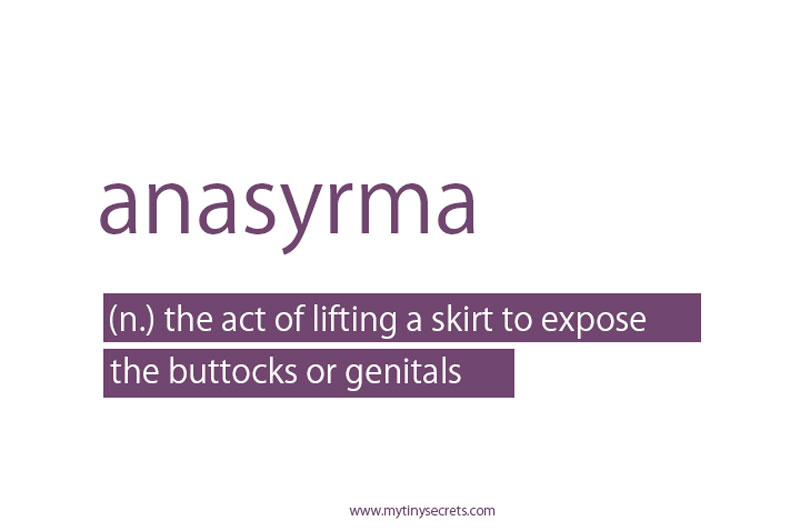 anasyrma
(n.) the act of lifting a skirt to expose
the buttocks or genitals
www.mytinysecrets.com